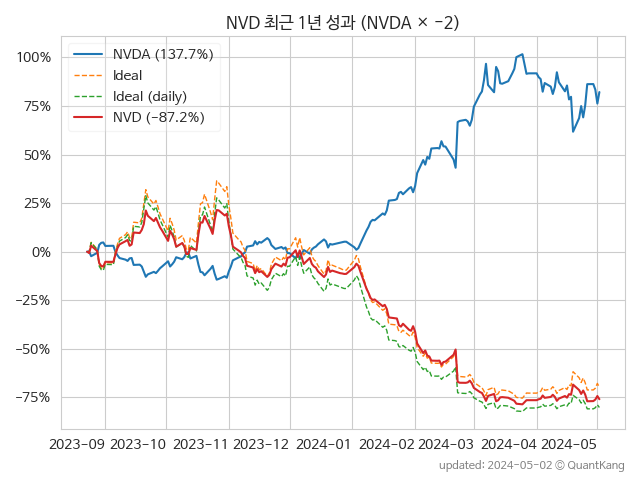 NVD 최근 1년 성과 (NVDA × −2)
NVDA (137.7%)
Ideal
Ideal (daily)
NVD (−87.2%)
100%
75%
50%
25%
0%
−25%
−50%
−75%
2023−09 2023−10 2023−11 2023−12 2024−01 2024−02 2024−03 2024−04 2024−05
updated: 2024−05−02 © QuantKang